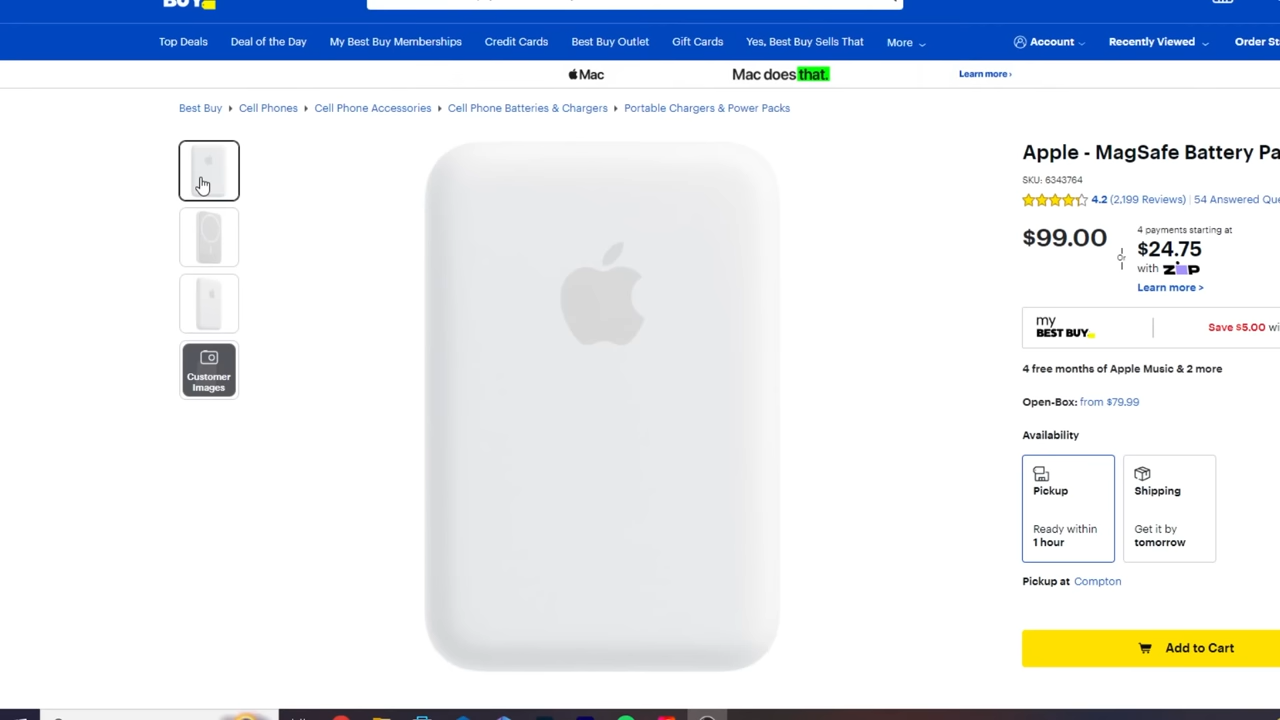 BUY
Top Deals
Deal of the Day
My Best Buy Memberships
Credit Cards
Best Buy Outlet
Gift Cards
Yes, Best Buy Sells That
More
Account
Recently Viewed
Order St
Mac
Mac does that.
Learn more ›
Best Buy
Cell Phones
Cell Phone Accessories
Cell Phone Batteries & Chargers
Portable Chargers & Power Packs
Customer
Images
Apple - MagSafe Battery Pa
SKU: 6343764
4.2 (2,199 Reviews)
54 Answered Que
$99.00
Or
4 payments starting at
$24.75
with ZIP
Learn more >
my
BEST BUY
Save $5.00 wi
4 free months of Apple Music & 2 more
Open-Box: from $79.99
Availability
Pickup
Ready within
1 hour
Shipping
Get it by
tomorrow
Pickup at Compton
Add to Cart